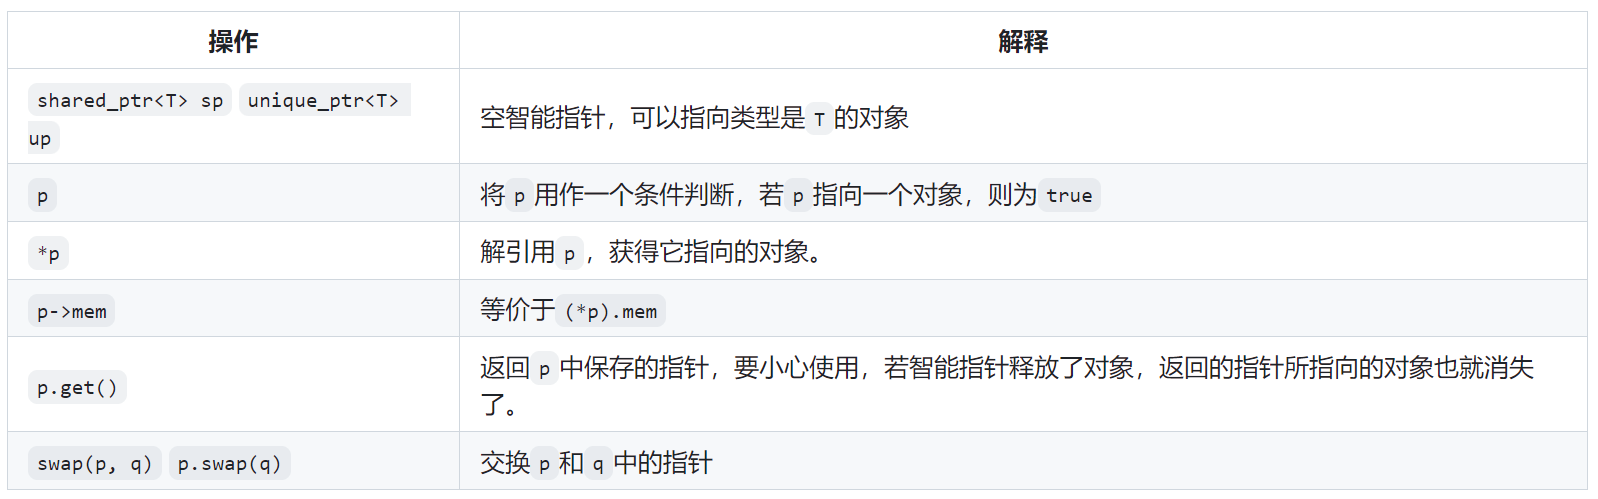 操作 解释
shared_ptr<T> sp unique_ptr<T>
up
空智能指针，可以指向类型是 T 的对象
p 将 p 用作一个条件判断，若 p 指向一个对象，则为 true
*p 解引用 p ，获得它指向的对象。
p->mem 等价于 (*p).mem
p.get()
返回 p 中保存的指针，要小心使用，若智能指针释放了对象，返回的指针所指向的对象也就消失
了。
swap(p, q) p.swap(q) 交换 p 和 q 中的指针